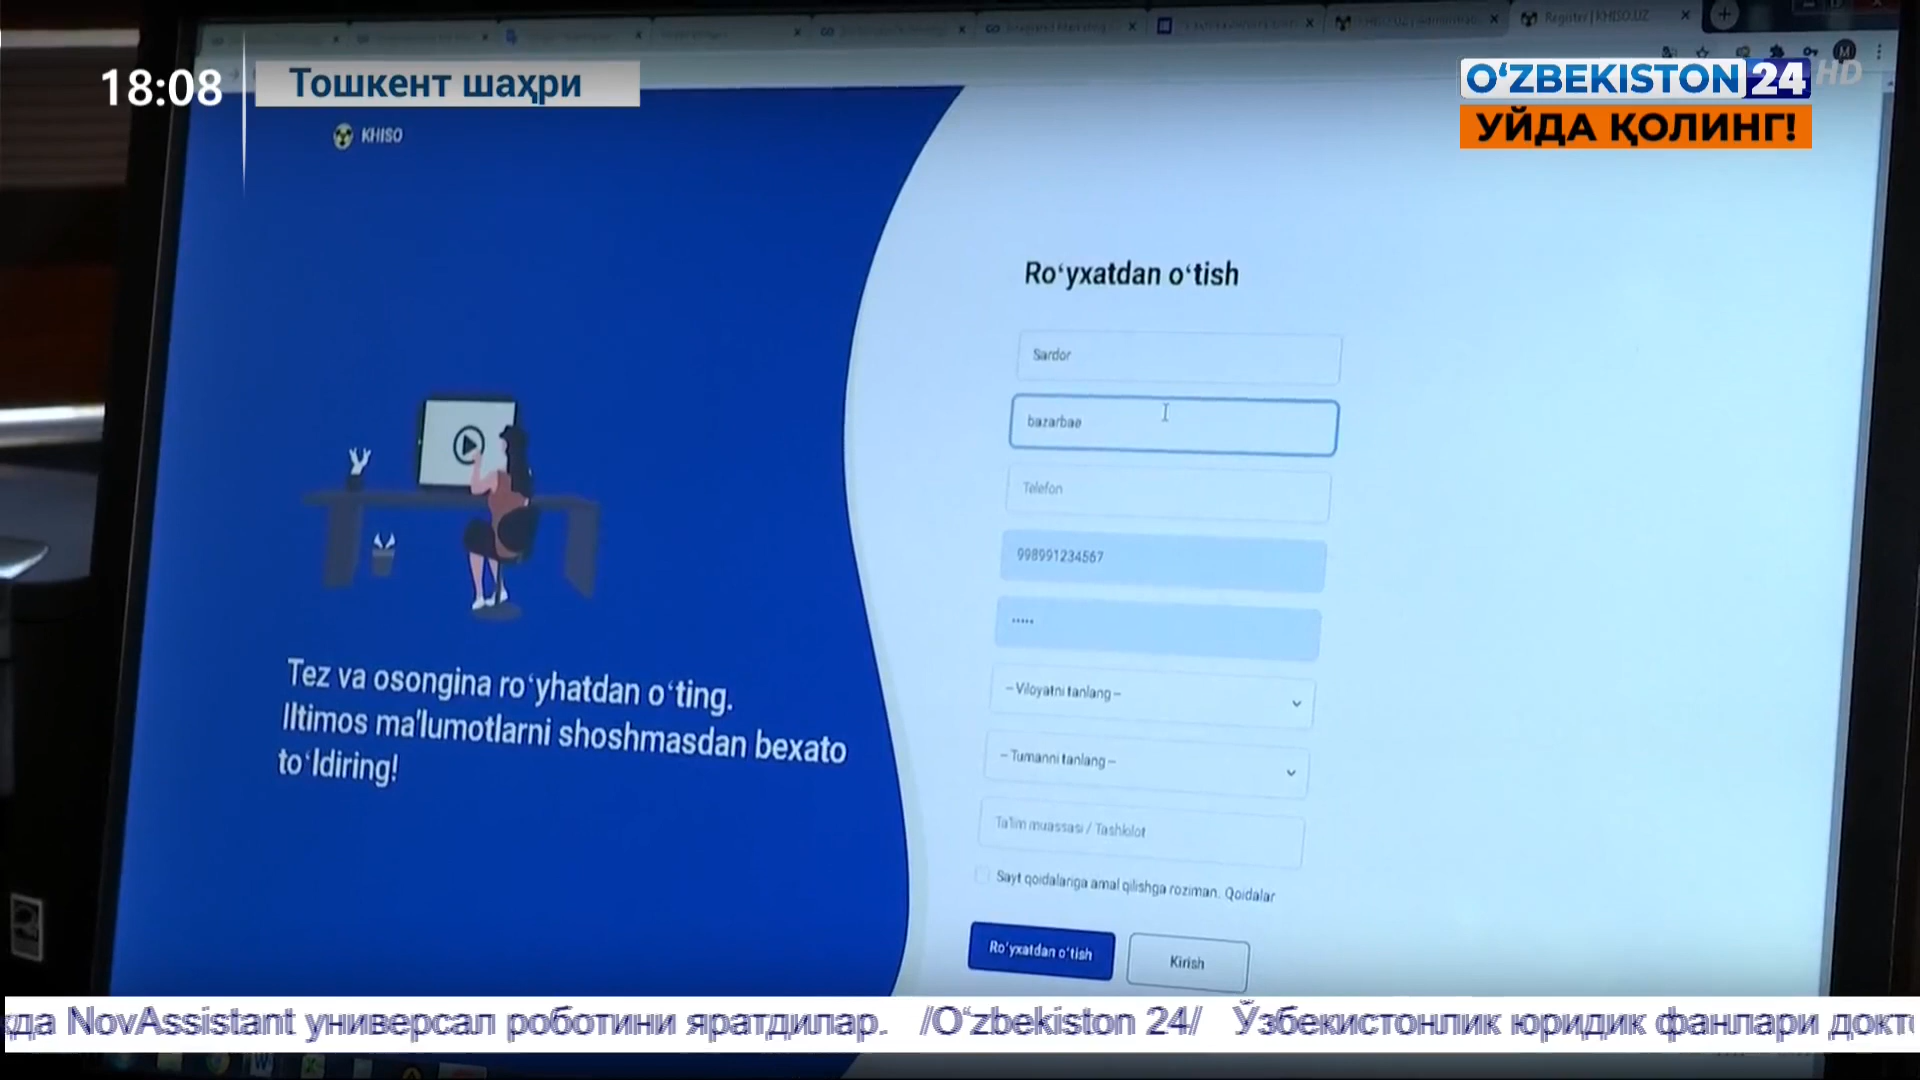 18:08
Тошкент шаҳри
O‘ZBEKISTON 24 HD
УЙДА ҚОЛИНГ!
Register | KHISO.UZ
KHISO
Tez va osongina ro‘yhatdan o‘ting.
Iltimos ma'lumotlarni shoshmasdan bexato
to‘ldiring!
Ro‘yxatdan o‘tish
Sardor
bazarbae
Telefon
998991234567
•••••
-- Viloyatni tanlang --
-- Tumanni tanlang --
Ta'lim muassasi / Tashkilot
Sayt qoidalariga amal qilishga roziman. Qoidalar
Ro‘yxatdan o‘tish
Kirish
NovAssistant универсал роботини яратдилар. /O‘zbekiston 24/ Ўзбекистонлик юридик фанлари